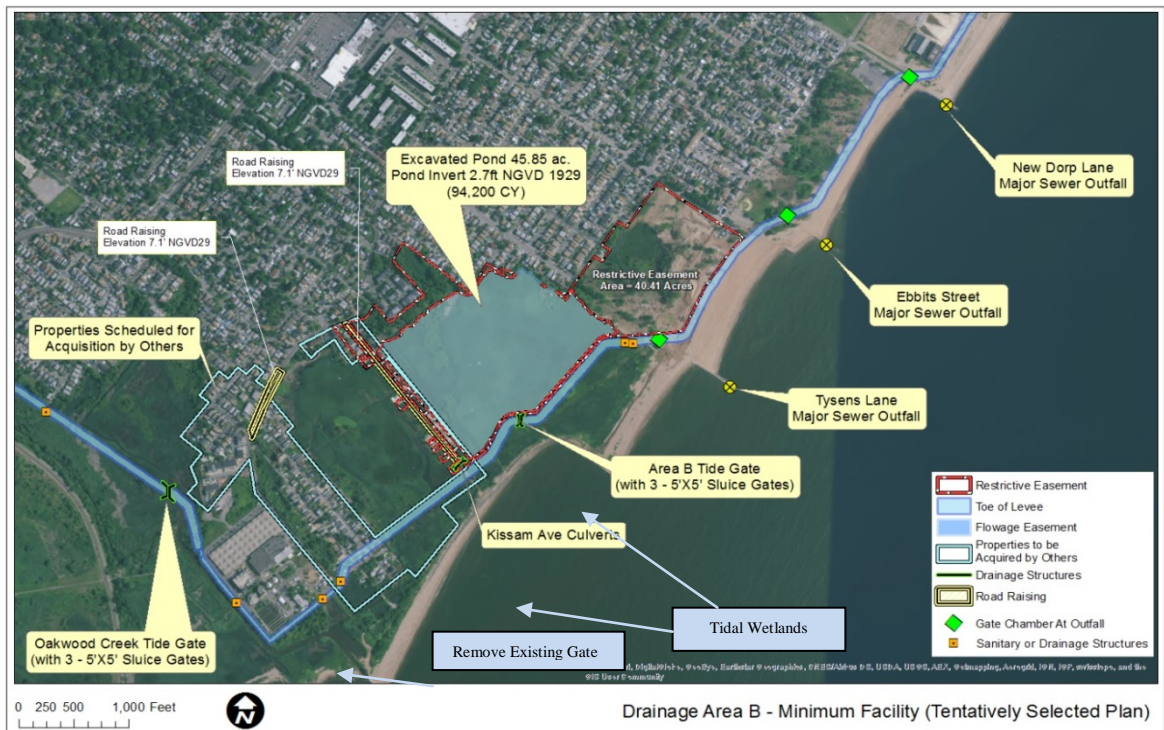 New Dorp Lane
Major Sewer Outfall
Road Raising
Elevation 7.1' NGVD29
Excavated Pond 45.85 ac.
Pond Invert 2.7ft NGVD 1929
(94,200 CY)
Road Raising
Elevation 7.1' NGVD29
Restrictive Easement
Area = 40.41 Acres
Ebbits Street
Major Sewer Outfall
Properties Scheduled for
Acquisition by Others
Tysens Lane
Major Sewer Outfall
Area B Tide Gate
(with 3 - 5'X5' Sluice Gates)
Kissam Ave Culverts
Oakwood Creek Tide Gate
(with 3 - 5'X5' Sluice Gates)
Tidal Wetlands
Remove Existing Gate
Restrictive Easement
Toe of Levee
Flowage Easement
Properties to be
Acquired by Others
Drainage Structures
Road Raising
Gate Chamber At Outfall
Sanitary or Drainage Structures
and the
GIS User Community
0 250 500 1,000 Feet
N
Drainage Area B - Minimum Facility (Tentatively Selected Plan)